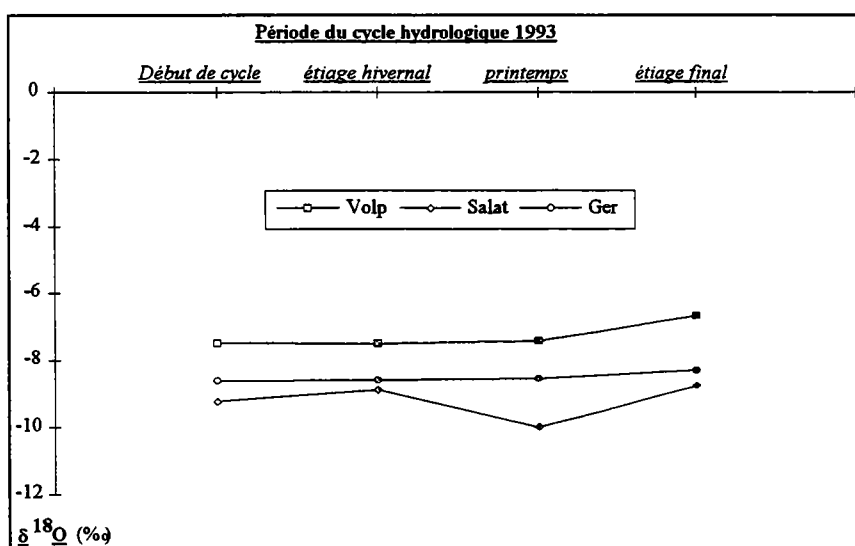 Période du cycle hydrologique 1993
Début de cycle étiage hivernal printemps étiage final
0
-2
Volp Salat Ger
-4
-6
-8
-10
-12
δ 18O (‰)